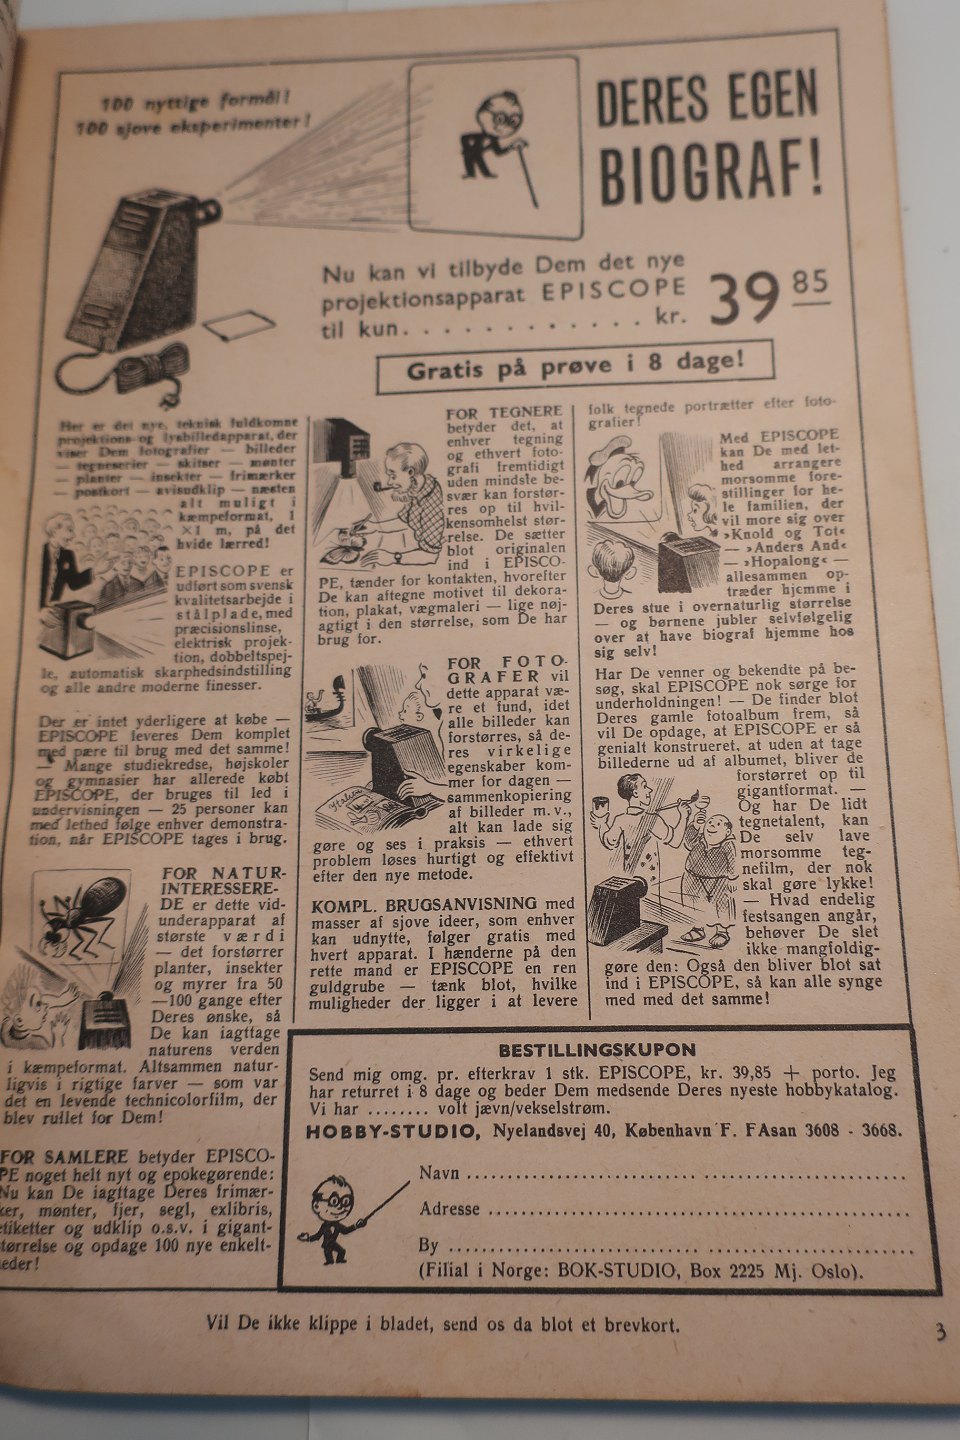 100 nyttige formål!
100 sjove eksperimenter!
DERES EGEN
BIOGRAF!
Nu kan vi tilbyde Dem det nye
projektionsapparat EPISCOPE
til kun. . . . . . . . . . . . . kr.
39 85
Gratis på prøve i 8 dage!
Her er det nye, teknisk fuldkomne
projektions- og lysbilledapparat, der
viser Dem fotografier — billeder
— tegneserier — skitser — mønter
— planter — insekter — frimærker
— postkort — avisudklip — næsten
alt muligt i
kæmpeformat, 1
×1 m, på det
hvide lærred!
EPISCOPE er
udført som svensk
kvalitetsarbejde i
stålplade, med
præcisionslinse,
elektrisk projek-
tion, dobbeltspej-
le, automatisk skarphedsindstilling
og alle andre moderne finesser.
Der er intet yderligere at købe —
EPISCOPE leveres Dem komplet
med pære til brug med det samme!
— Mange studiekredse, højskoler
og gymnasier har allerede købt
EPISCOPE, der bruges til led i
undervisningen — 25 personer kan
med lethed følge enhver demonstra-
tion, når EPISCOPE tages i brug.
FOR NATUR-
INTERESSERE-
DE er dette vid-
underapparat af
største værdi
— det forstørrer
planter, insekter
og myrer fra 50
—100 gange efter
Deres ønske, så
De kan iagttage
naturens verden
i kæmpeformat. Altsammen natur-
ligvis i rigtige farver — som var
det en levende technicolorfilm, der
blev rullet for Dem!
FOR SAMLERE betyder EPISCO-
PE noget helt nyt og epokegørende:
Nu kan De iagttage Deres frimær-
ker, mønter, fjer, segl, exlibris,
etiketter og udklip o.s.v. i gigant-
størrelse og opdage 100 nye enkelt-
heder!
FOR TEGNERE
betyder det, at
enhver tegning
og ethvert foto-
grafi fremtidigt
uden mindste be-
svær kan forstør-
res op til hvil-
kensomhelst stør-
relse. De sætter
blot originalen
ind i EPISCO-
PE, tænder for kontakten, hvorefter
De kan aftegne motivet til dekora-
tion, plakat, vægmaleri — lige nøj-
agtigt i den størrelse, som De har
brug for.
FOR FOTO-
GRAFER vil
dette apparat væ-
re et fund, idet
alle billeder kan
forstørres, så de-
res virkelige
egenskaber kom-
mer for dagen —
sammenkopiering
af billeder m. v.,
alt kan lade sig
gøre og ses i praksis — ethvert
problem løses hurtigt og effektivt
efter den nye metode.
KOMPL. BRUGSANVISNING med
masser af sjove ideer, som enhver
kan udnytte, følger gratis med
hvert apparat. I hænderne på den
rette mand er EPISCOPE en ren
guldgrube — tænk blot, hvilke
muligheder der ligger i at levere
folk tegnede portrætter efter foto-
grafier!
Med EPISCOPE
kan De med let-
hed arrangere
morsomme fore-
stillinger for he-
le familien, der
vil more sig over
›Knold og Tot‹
— ›Anders And‹
— ›Hopalong‹ —
allesammen op-
træder hjemme i
Deres stue i overnaturlig størrelse
— og børnene jubler selvfølgelig
over at have biograf hjemme hos
sig selv!
Har De venner og bekendte på be-
søg, skal EPISCOPE nok sørge for
underholdningen! — De finder blot
Deres gamle fotoalbum frem, så
vil De opdage, at EPISCOPE er så
genialt konstrueret, at uden at tage
billederne ud af albumet, bliver de
forstørret op til
gigantformat. —
Og har De lidt
tegnetalent, kan
De selv lave
morsomme teg-
nefilm, der nok
skal gøre lykke!
— Hvad endelig
festsangen angår,
behøver De slet
ikke mangfoldig-
gøre den: Også den bliver blot sat
ind i EPISCOPE, så kan alle synge
med med det samme!
BESTILLINGSKUPON
Send mig omg. pr. efterkrav 1 stk. EPISCOPE, kr. 39,85 + porto. Jeg
har returret i 8 dage og beder Dem medsende Deres nyeste hobbykatalog.
Vi har ........ volt jævn/vekselstrøm.
HOBBY-STUDIO, Nyelandsvej 40, København F. FAsan 3608 - 3668.
Navn ..........................................................
Adresse ........................................................
By ............................................................
(Filial i Norge: BOK-STUDIO, Box 2225 Mj. Oslo).
Vil De ikke klippe i bladet, send os da blot et brevkort.
3